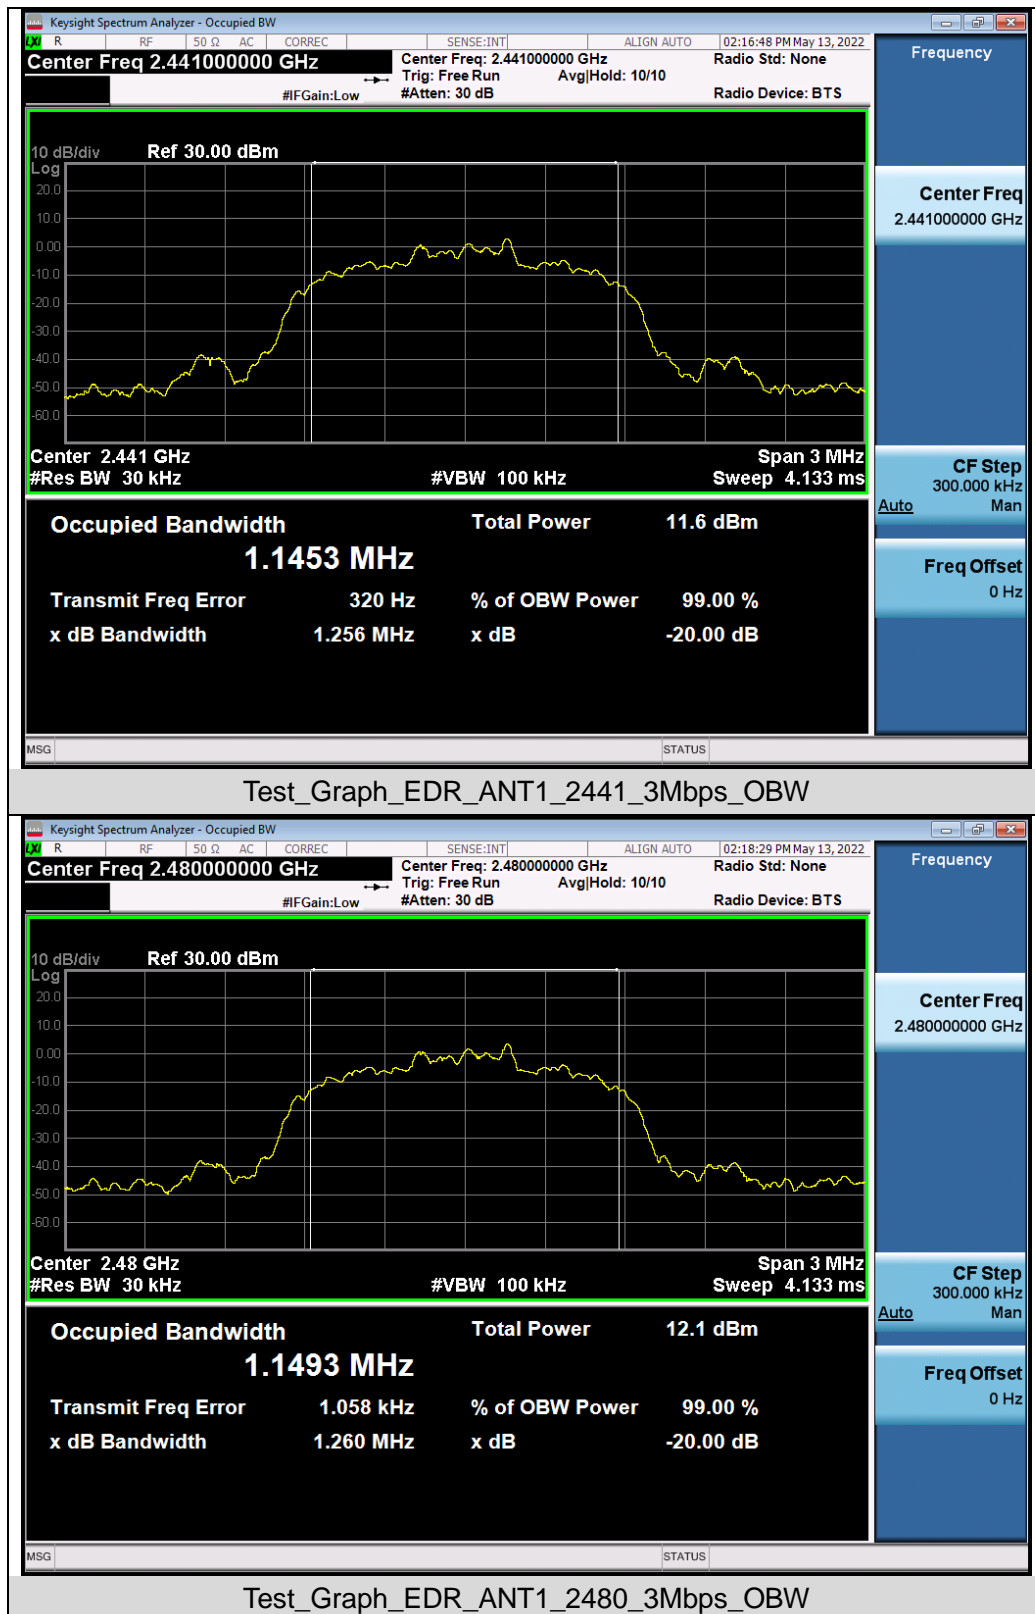 Keysight Spectrum Analyzer - Occupied BW
LXI R RF 50 Ω AC CORREC SENSE:INT ALIGN AUTO 02:16:48 PM May 13, 2022
Center Freq 2.441000000 GHz
Center Freq: 2.441000000 GHz Radio Std: None
Trig: Free Run Avg|Hold: 10/10
#IFGain:Low #Atten: 30 dB Radio Device: BTS
Frequency
10 dB/div Ref 30.00 dBm
Log
20.0
10.0
0.00
-10.0
-20.0
-30.0
-40.0
-50.0
-60.0
Center 2.441 GHz Span 3 MHz
#Res BW 30 kHz #VBW 100 kHz Sweep 4.133 ms
Center Freq
2.441000000 GHz
CF Step
300.000 kHz
Auto Man
Freq Offset
0 Hz
Occupied Bandwidth Total Power 11.6 dBm
1.1453 MHz
Transmit Freq Error 320 Hz % of OBW Power 99.00 %
x dB Bandwidth 1.256 MHz x dB -20.00 dB
MSG STATUS
Test_Graph_EDR_ANT1_2441_3Mbps_OBW
Keysight Spectrum Analyzer - Occupied BW
LXI R RF 50 Ω AC CORREC SENSE:INT ALIGN AUTO 02:18:29 PM May 13, 2022
Center Freq 2.480000000 GHz
Center Freq: 2.480000000 GHz Radio Std: None
Trig: Free Run Avg|Hold: 10/10
#IFGain:Low #Atten: 30 dB Radio Device: BTS
Frequency
10 dB/div Ref 30.00 dBm
Log
20.0
10.0
0.00
-10.0
-20.0
-30.0
-40.0
-50.0
-60.0
Center 2.48 GHz Span 3 MHz
#Res BW 30 kHz #VBW 100 kHz Sweep 4.133 ms
Center Freq
2.480000000 GHz
CF Step
300.000 kHz
Auto Man
Freq Offset
0 Hz
Occupied Bandwidth Total Power 12.1 dBm
1.1493 MHz
Transmit Freq Error 1.058 kHz % of OBW Power 99.00 %
x dB Bandwidth 1.260 MHz x dB -20.00 dB
MSG STATUS
Test_Graph_EDR_ANT1_2480_3Mbps_OBW